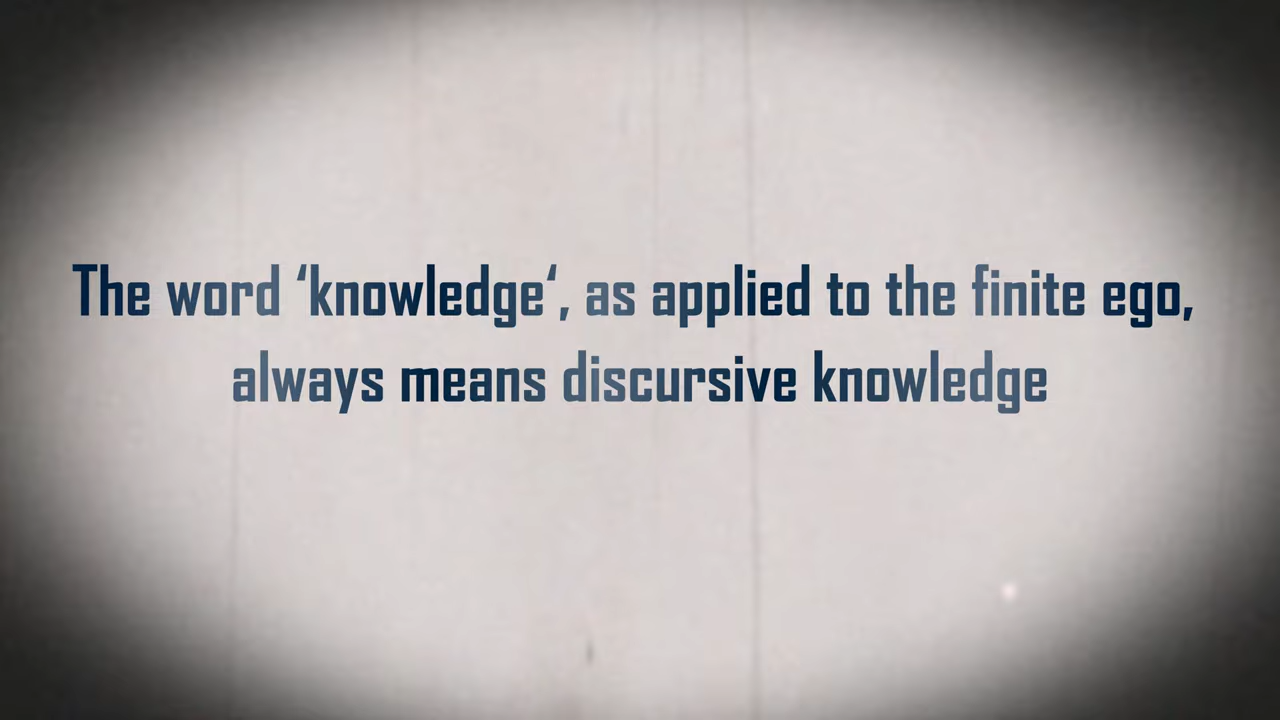 The word ‘knowledge‘, as applied to the finite ego,
always means discursive knowledge